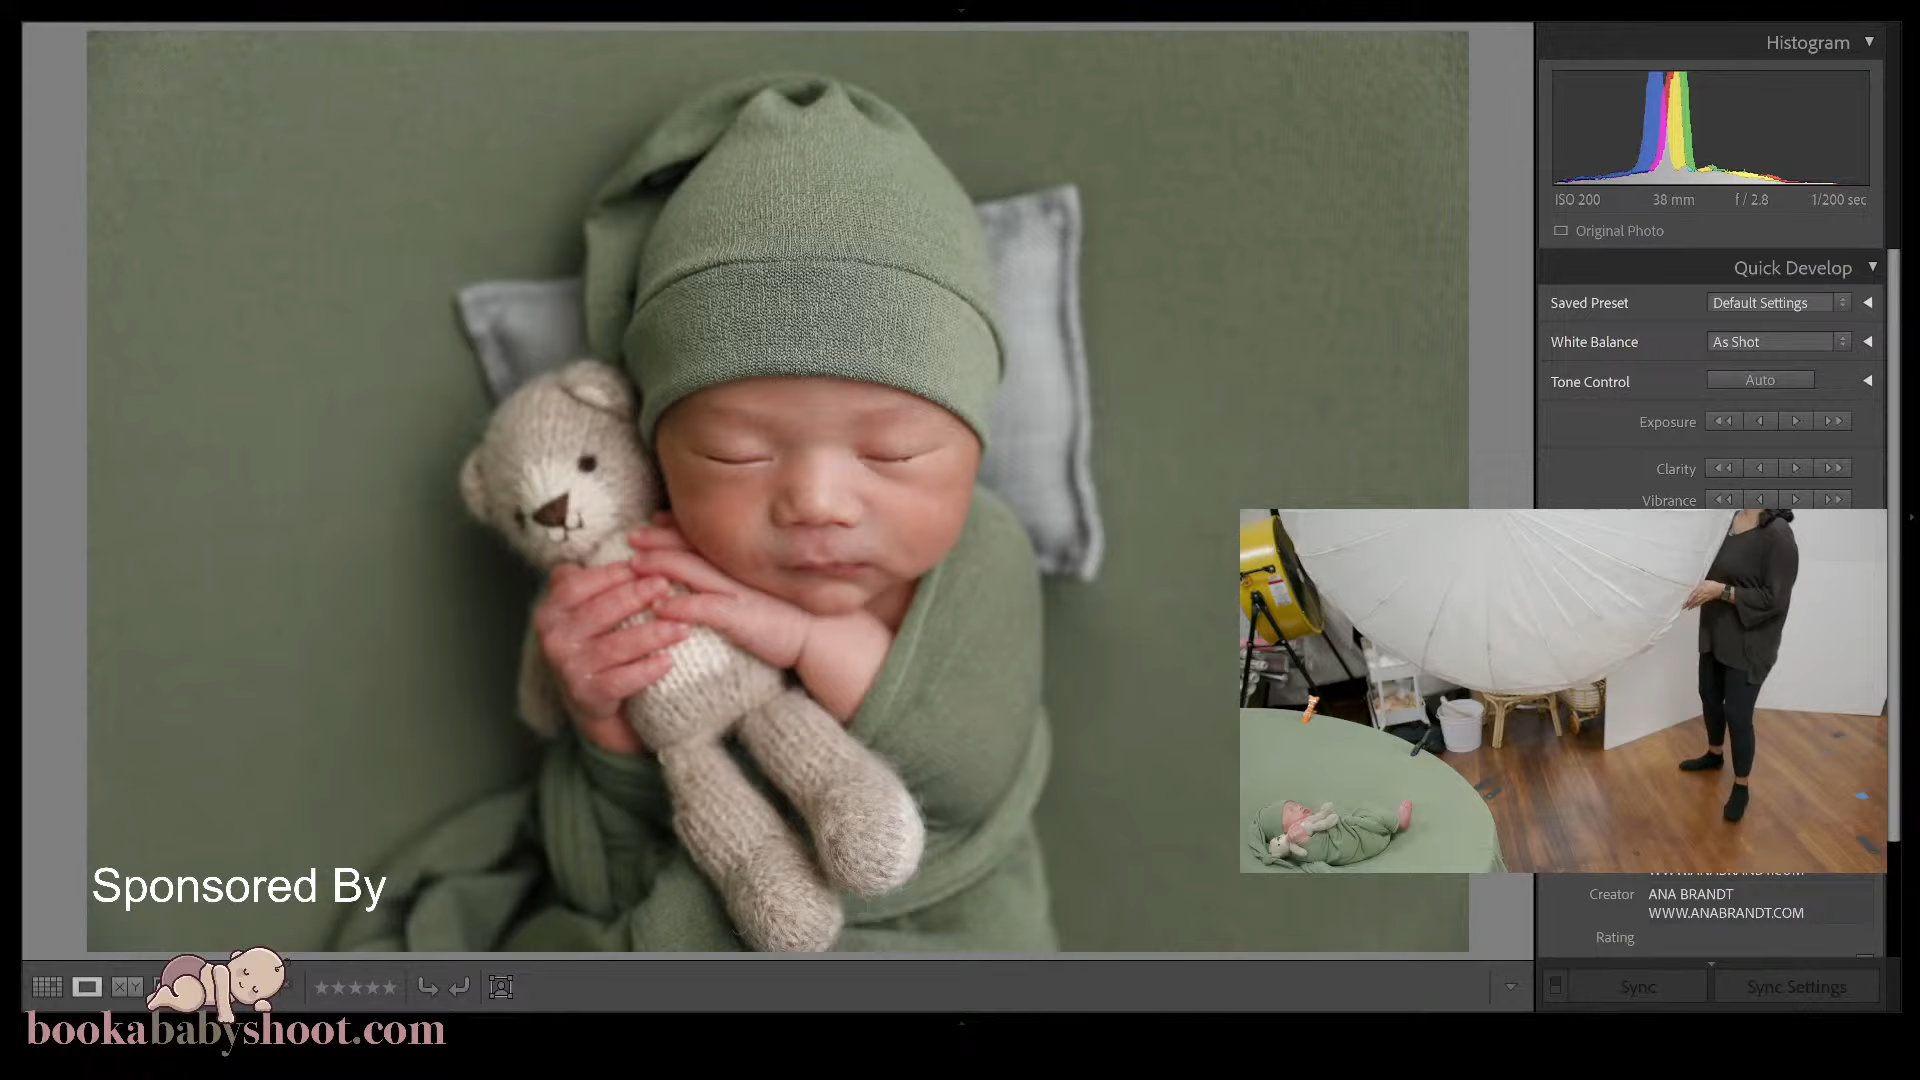 Histogram
ISO 200 38 mm f / 2.8 1/200 sec
Original Photo
Quick Develop
Saved Preset Default Settings
White Balance As Shot
Tone Control Auto
Exposure
Clarity
Vibrance
Creator ANA BRANDT
WWW.ANABRANDT.COM
Rating
Sync Sync Settings
Sponsored By
XY
bookababyshoot.com